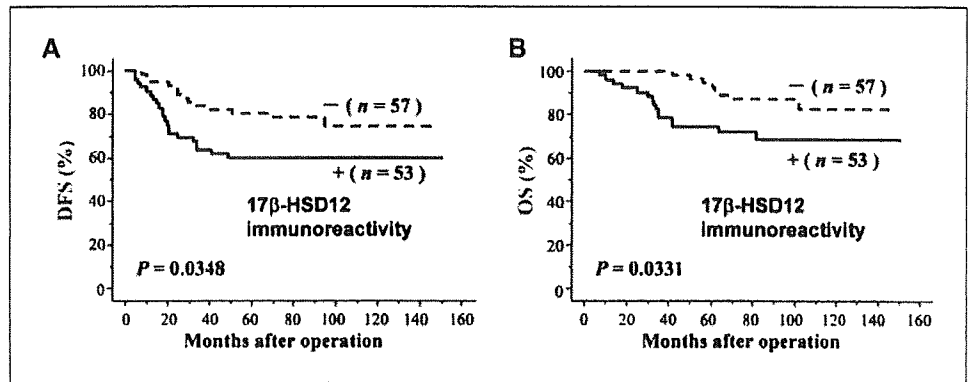 A
100
80
60
40
20
0
DFS (%)
– ( n = 57 )
+ ( n = 53 )
17β-HSD12
immunoreactivity
P = 0.0348
0 20 40 60 80 100 120 140 160
Months after operation
B
100
80
60
40
20
0
OS (%)
– ( n = 57 )
+ ( n = 53 )
17β-HSD12
immunoreactivity
P = 0.0331
0 20 40 60 80 100 120 140 160
Months after operation